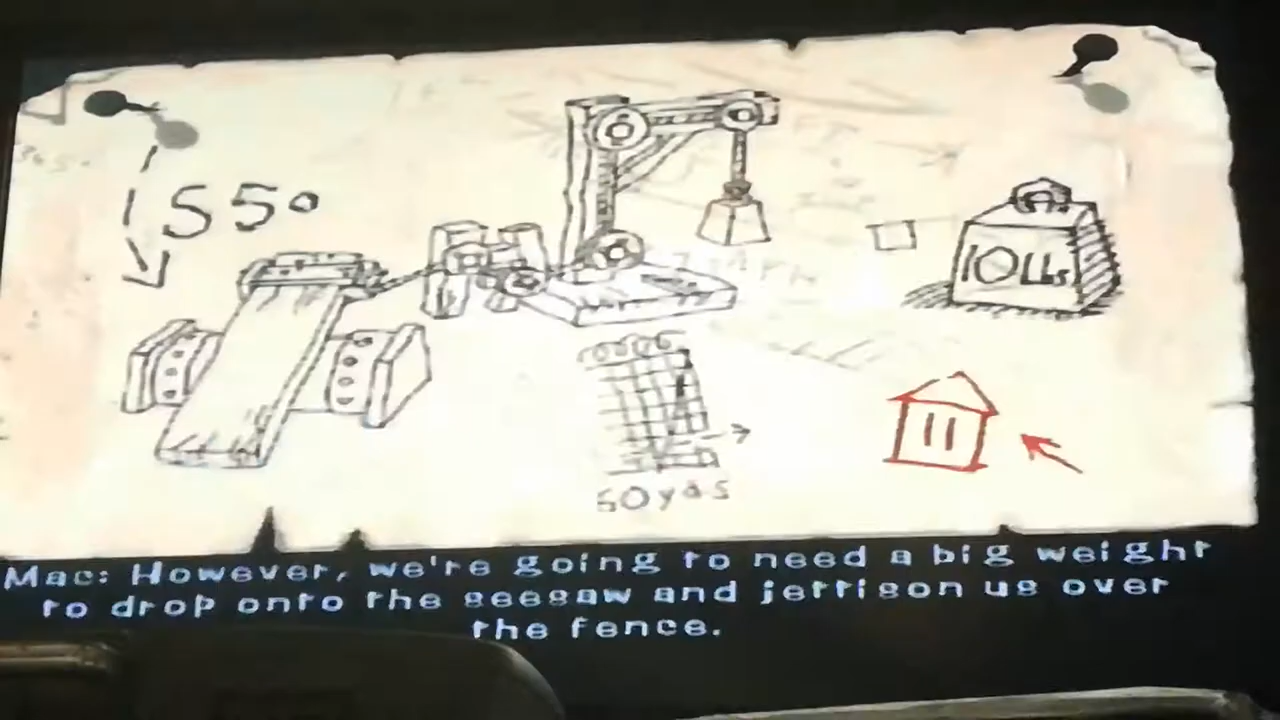 55°
10Lbs
50yds
Mac: However, we're going to need a big weight
to drop onto the seesaw and jettison us over
the fence.